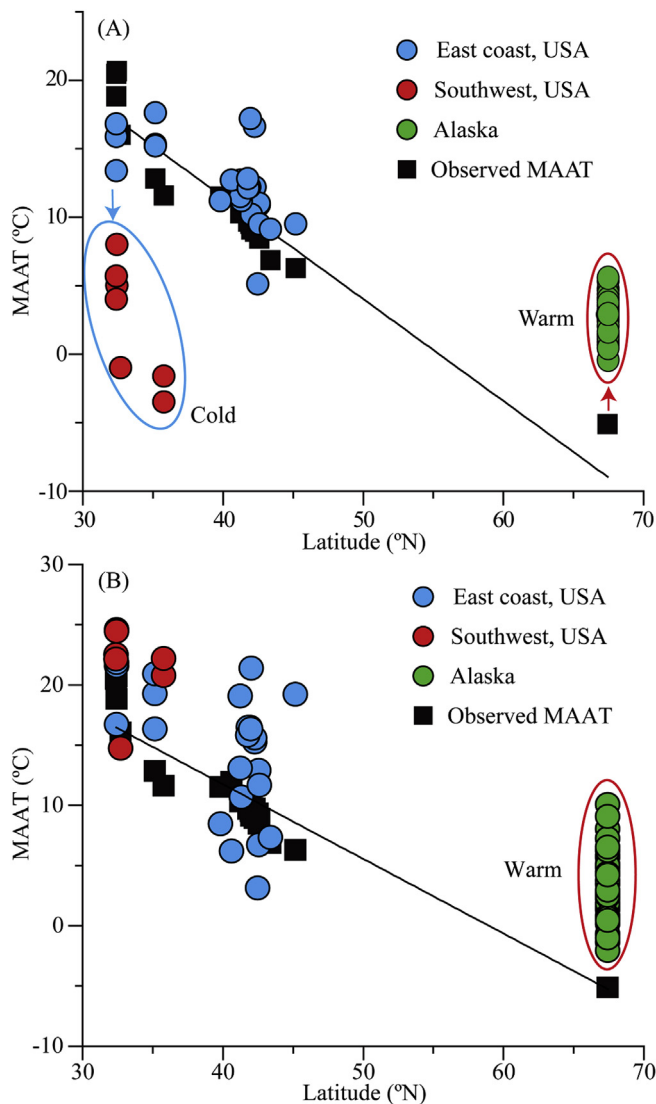 (A)
East coast, USA
Southwest, USA
Alaska
Observed MAAT
20
10
0
-10
MAAT (ºC)
Warm
Cold
30 40 50 60 70
Latitude (ºN)
(B)
East coast, USA
Southwest, USA
Alaska
Observed MAAT
30
20
10
0
-10
MAAT (ºC)
Warm
30 40 50 60 70
Latitude (ºN)